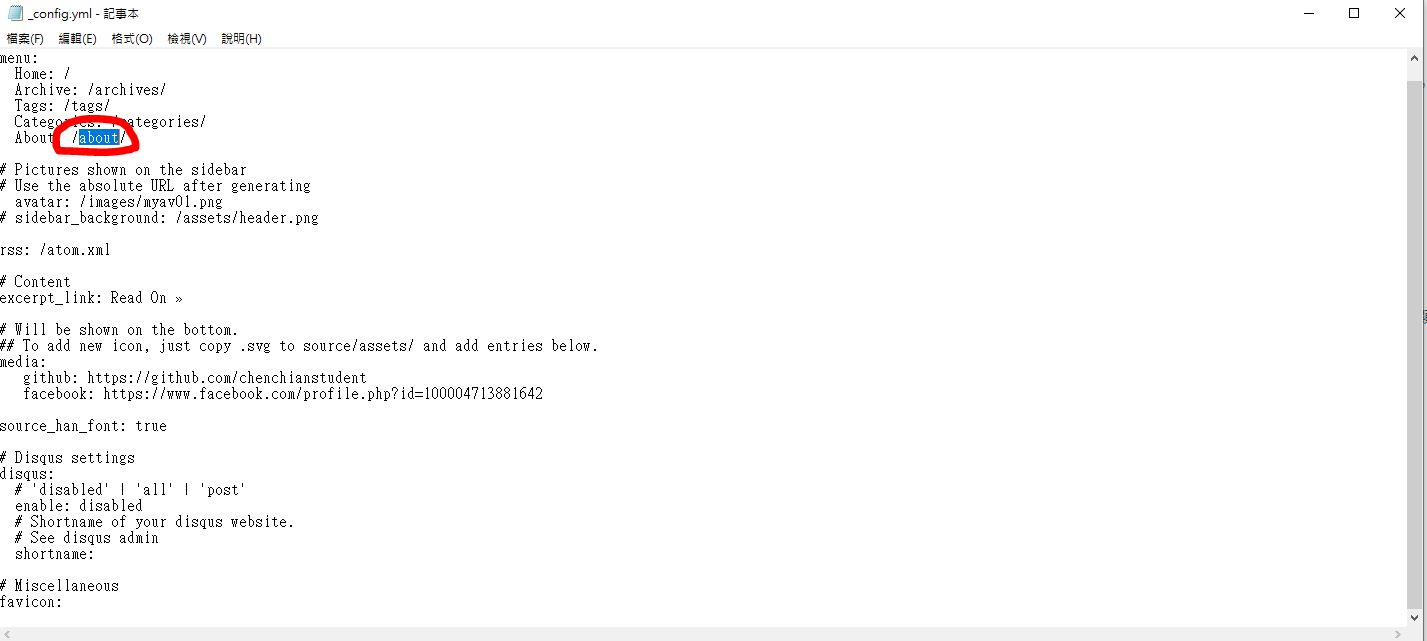 _config.yml - 記事本
檔案(F) 編輯(E) 格式(O) 檢視(V) 說明(H)
menu:
Home: /
Archive: /archives/
Tags: /tags/
Categories: /categories/
About: /about/
# Pictures shown on the sidebar
# Use the absolute URL after generating
avatar: /images/myav01.png
# sidebar_background: /assets/header.png
rss: /atom.xml
# Content
excerpt_link: Read On »
# Will be shown on the bottom.
## To add new icon, just copy .svg to source/assets/ and add entries below.
media:
github: https://github.com/chenchianstudent
facebook: https://www.facebook.com/profile.php?id=100004713881642
source_han_font: true
# Disqus settings
disqus:
# 'disabled' | 'all' | 'post'
enable: disabled
# Shortname of your disqus website.
# See disqus admin
shortname:
# Miscellaneous
favicon: